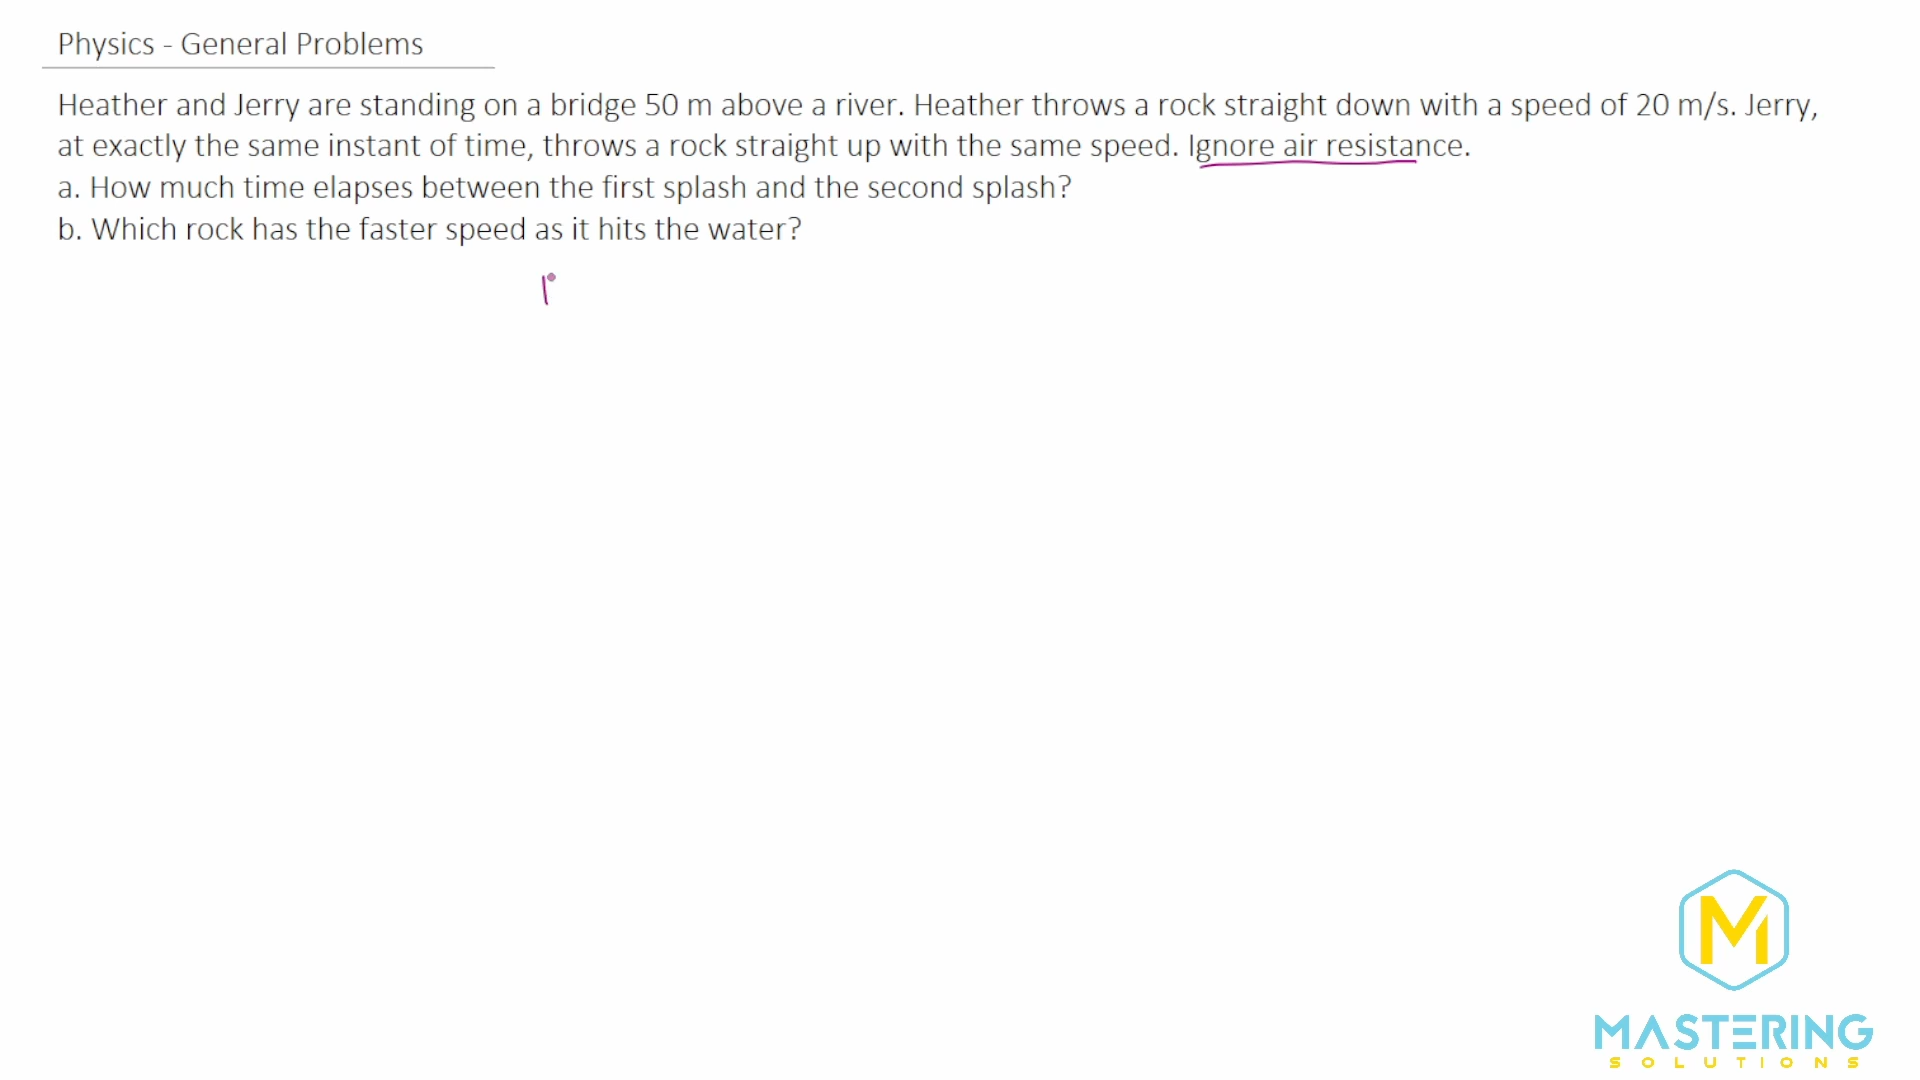 Physics - General Problems
Heather and Jerry are standing on a bridge 50 m above a river. Heather throws a rock straight down with a speed of 20 m/s. Jerry,
at exactly the same instant of time, throws a rock straight up with the same speed. Ignore air resistance.
a. How much time elapses between the first splash and the second splash?
b. Which rock has the faster speed as it hits the water?
M
MASTERING
SOLUTIONS